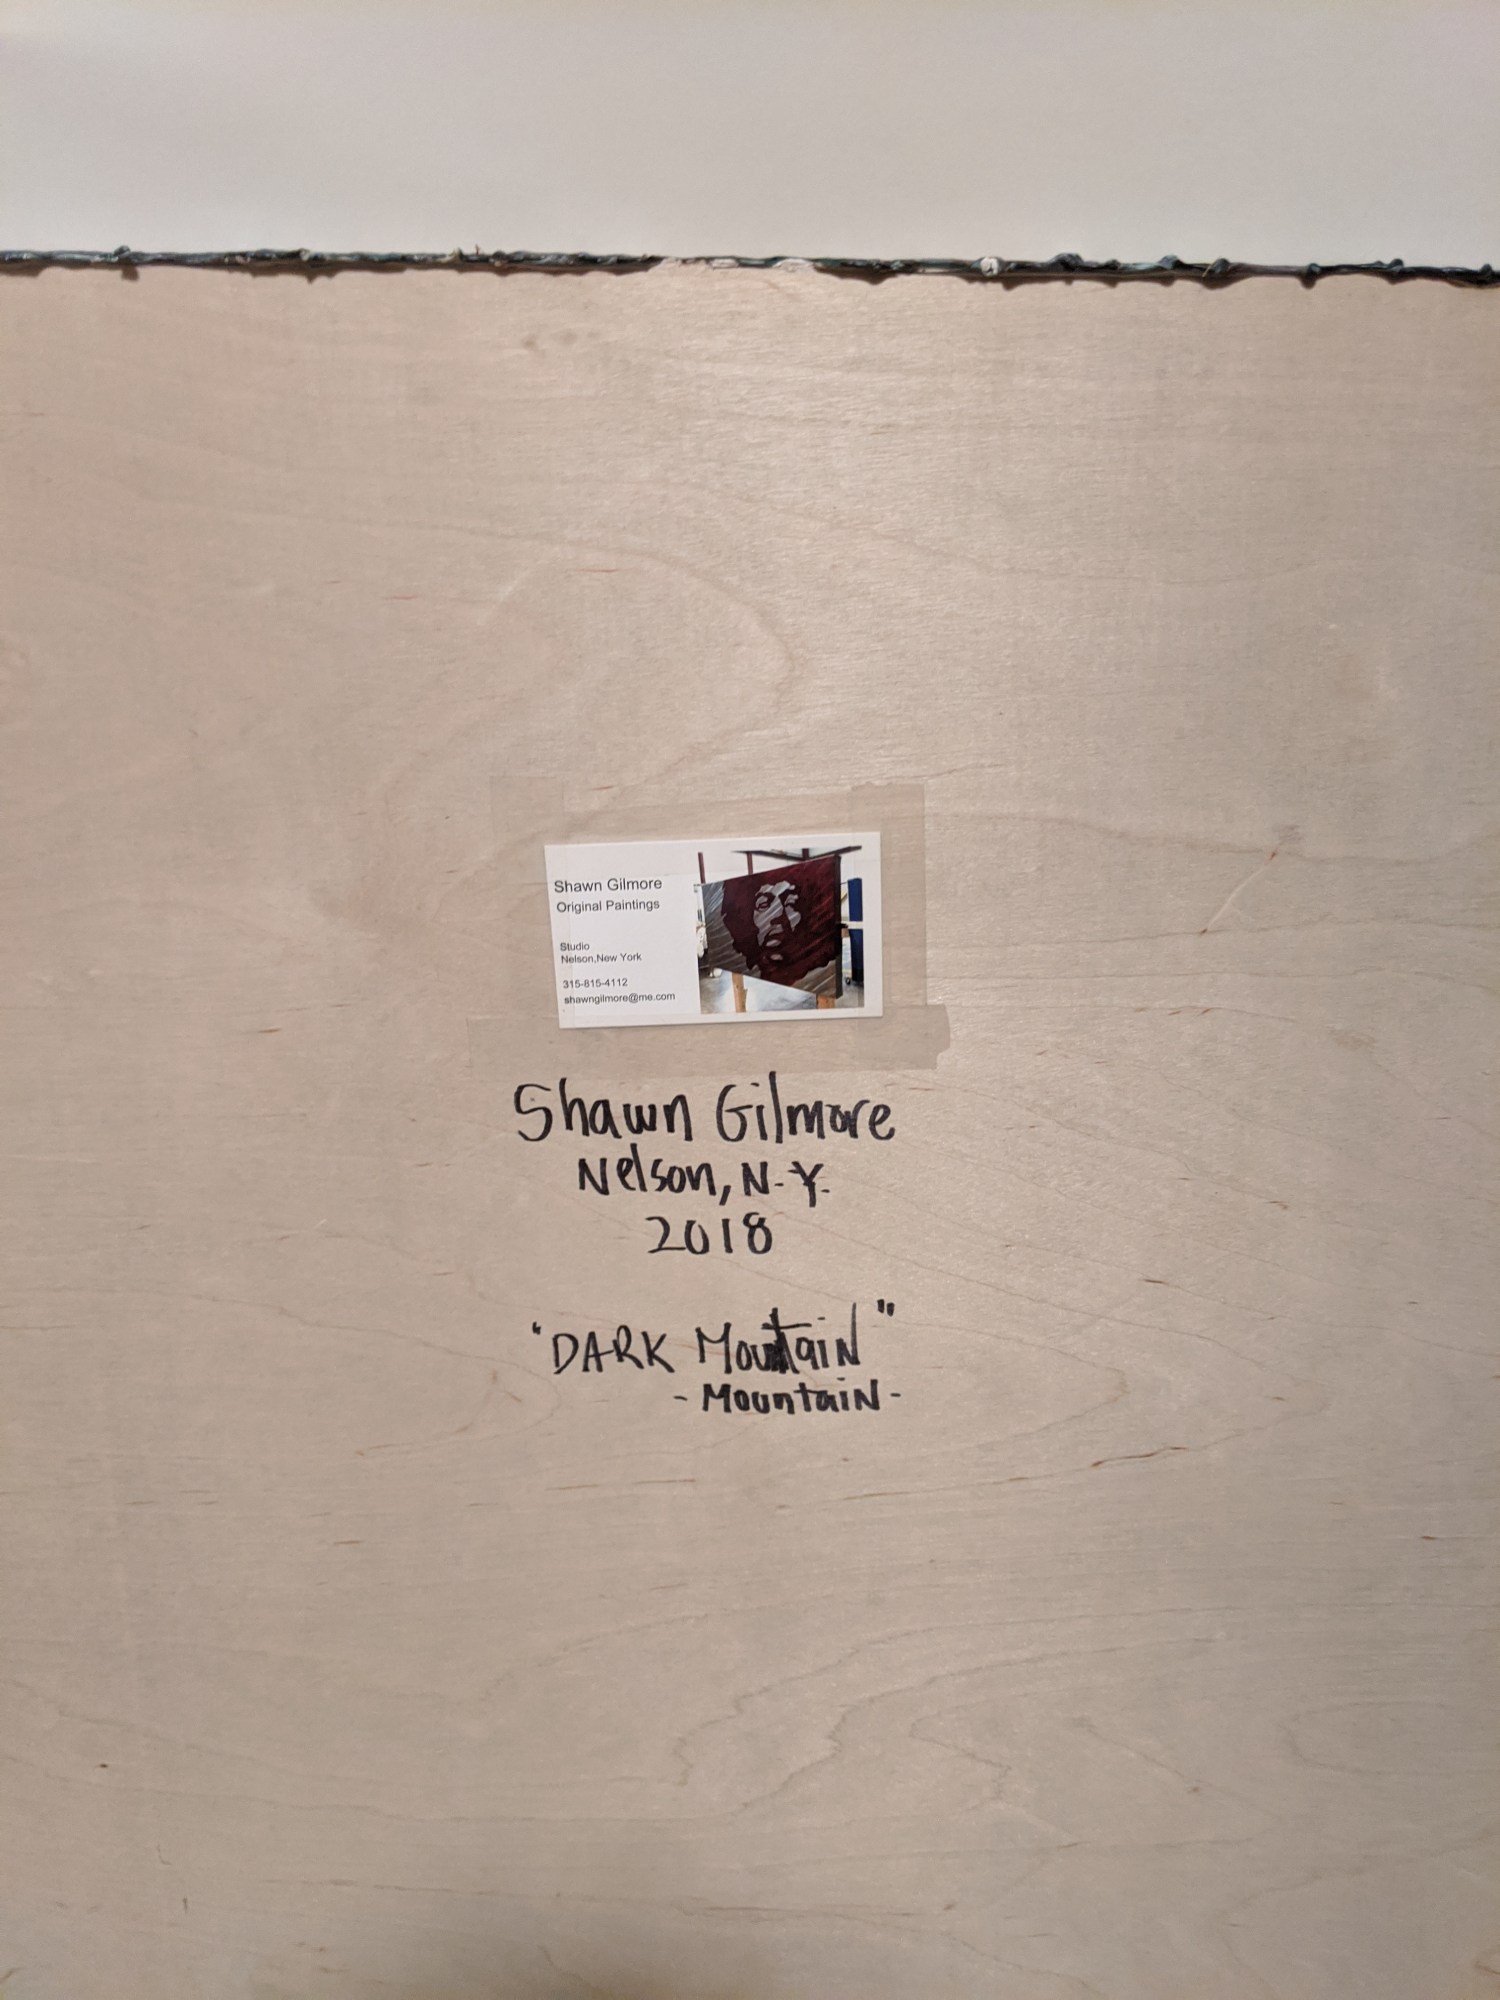 Shawn Gilmore
Original Paintings
Studio
Nelson,New York
315-815-4112
shawngilmore@me.com
Shawn Gilmore
Nelson, N.Y.
2018
"DARK MountaiN"
- MountaiN -